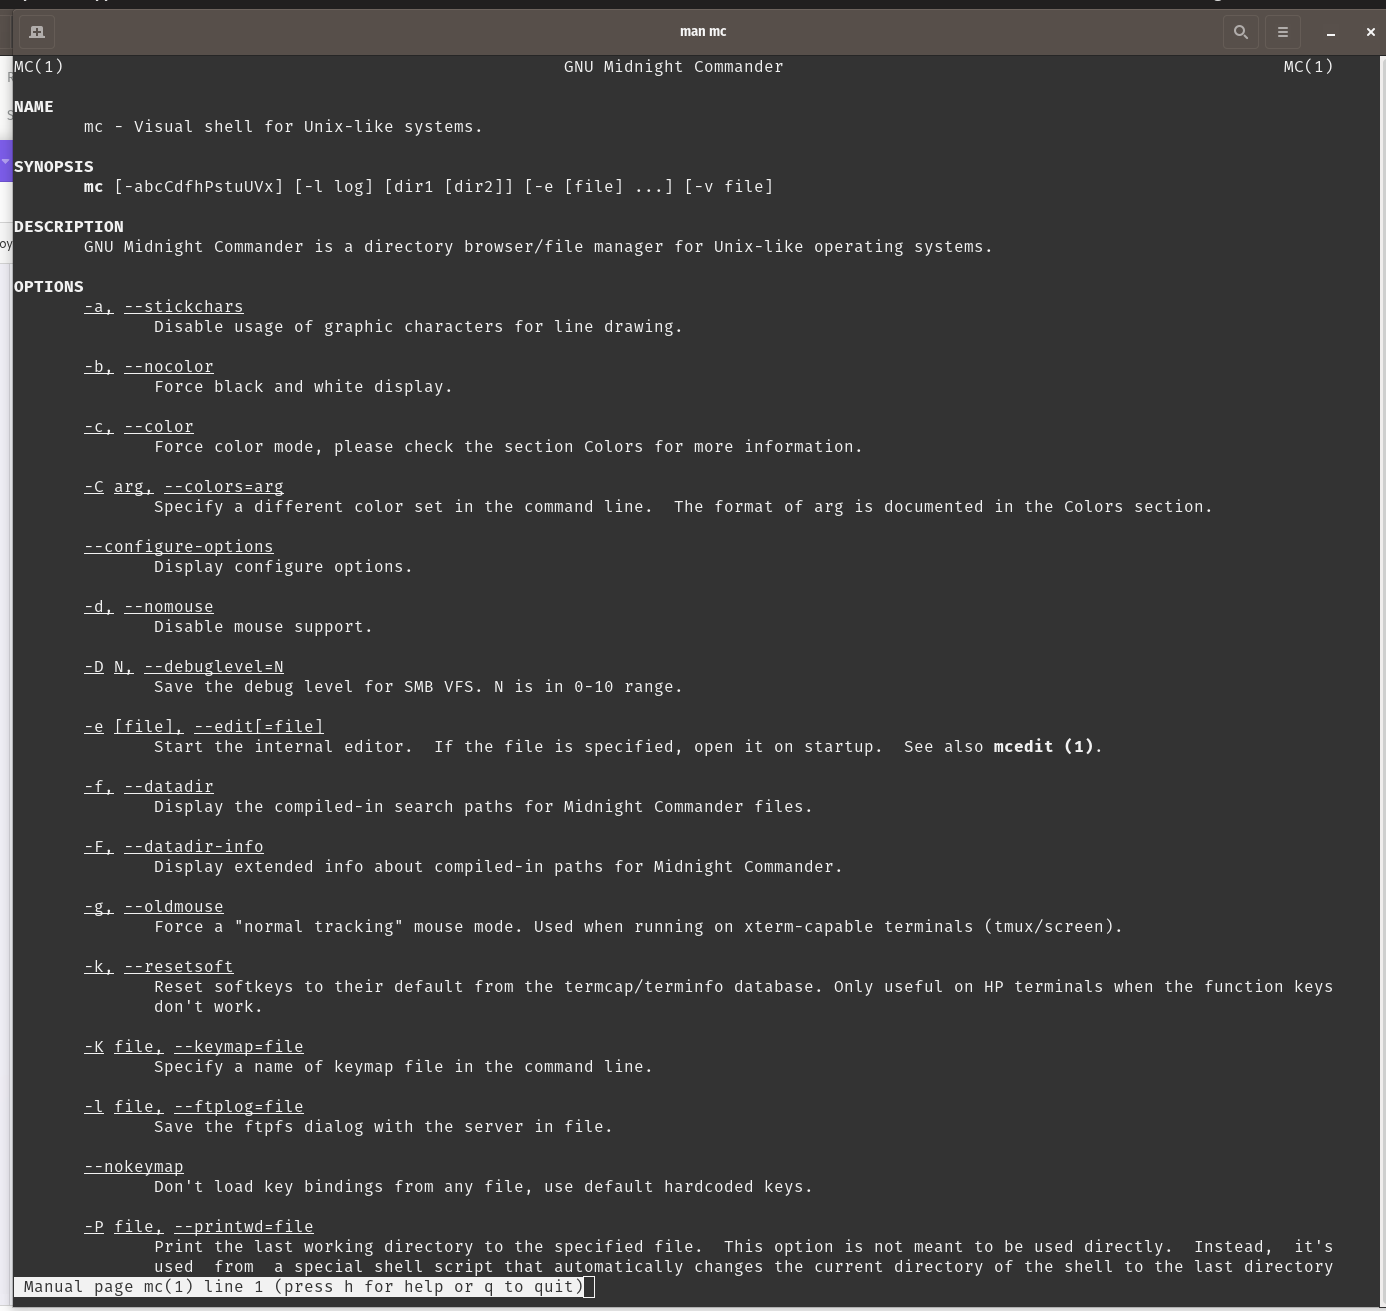 man mc
MC(1) GNU Midnight Commander MC(1)
NAME
mc - Visual shell for Unix-like systems.
SYNOPSIS
mc [-abcCdfhPstuUVx] [-l log] [dir1 [dir2]] [-e [file] ...] [-v file]
DESCRIPTION
GNU Midnight Commander is a directory browser/file manager for Unix-like operating systems.
OPTIONS
-a, --stickchars
Disable usage of graphic characters for line drawing.
-b, --nocolor
Force black and white display.
-c, --color
Force color mode, please check the section Colors for more information.
-C arg, --colors=arg
Specify a different color set in the command line.  The format of arg is documented in the Colors section.
--configure-options
Display configure options.
-d, --nomouse
Disable mouse support.
-D N, --debuglevel=N
Save the debug level for SMB VFS. N is in 0-10 range.
-e [file], --edit[=file]
Start the internal editor.  If the file is specified, open it on startup.  See also mcedit (1).
-f, --datadir
Display the compiled-in search paths for Midnight Commander files.
-F, --datadir-info
Display extended info about compiled-in paths for Midnight Commander.
-g, --oldmouse
Force a "normal tracking" mouse mode. Used when running on xterm-capable terminals (tmux/screen).
-k, --resetsoft
Reset softkeys to their default from the termcap/terminfo database. Only useful on HP terminals when the function keys
don't work.
-K file, --keymap=file
Specify a name of keymap file in the command line.
-l file, --ftplog=file
Save the ftpfs dialog with the server in file.
--nokeymap
Don't load key bindings from any file, use default hardcoded keys.
-P file, --printwd=file
Print the last working directory to the specified file.  This option is not meant to be used directly.  Instead,  it's
used  from  a special shell script that automatically changes the current directory of the shell to the last directory
Manual page mc(1) line 1 (press h for help or q to quit)